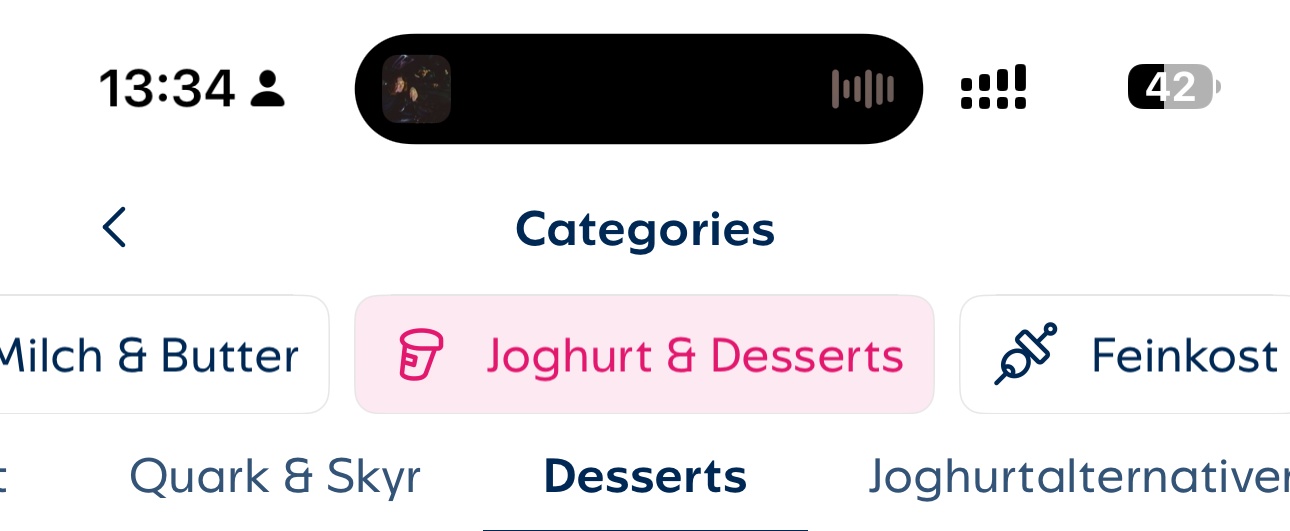 13:34 42
Categories
Milch & Butter Joghurt & Desserts Feinkost
t Quark & Skyr Desserts Joghurtalternativen